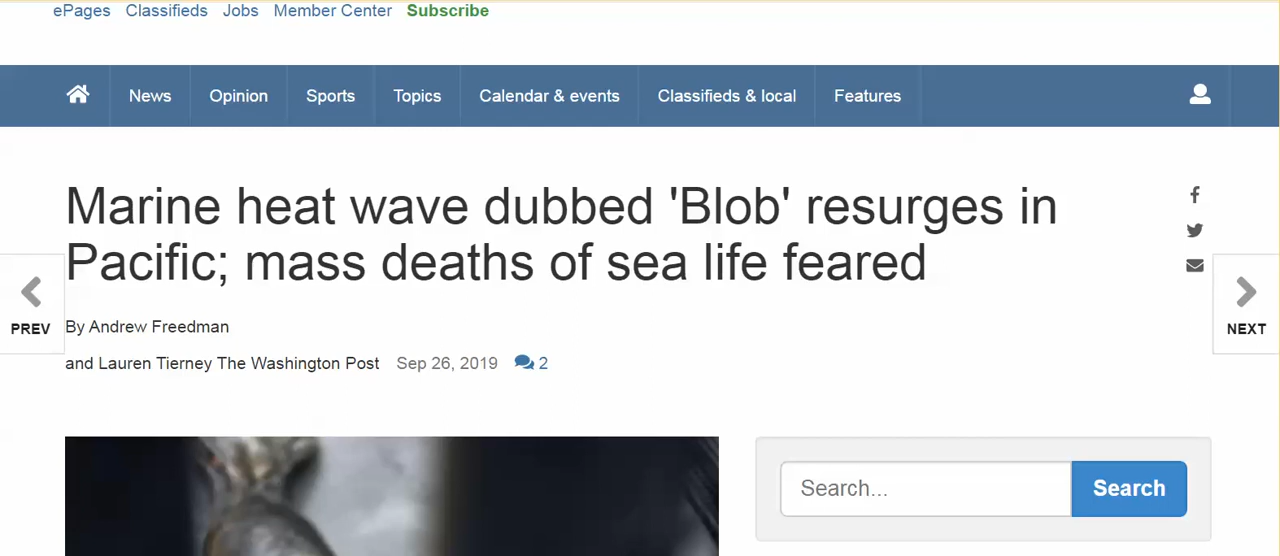 ePages Classifieds Jobs Member Center Subscribe
News Opinion Sports Topics Calendar & events Classifieds & local Features
Marine heat wave dubbed 'Blob' resurges in
Pacific; mass deaths of sea life feared
PREV
NEXT
By Andrew Freedman
and Lauren Tierney The Washington Post Sep 26, 2019 2
Search... Search